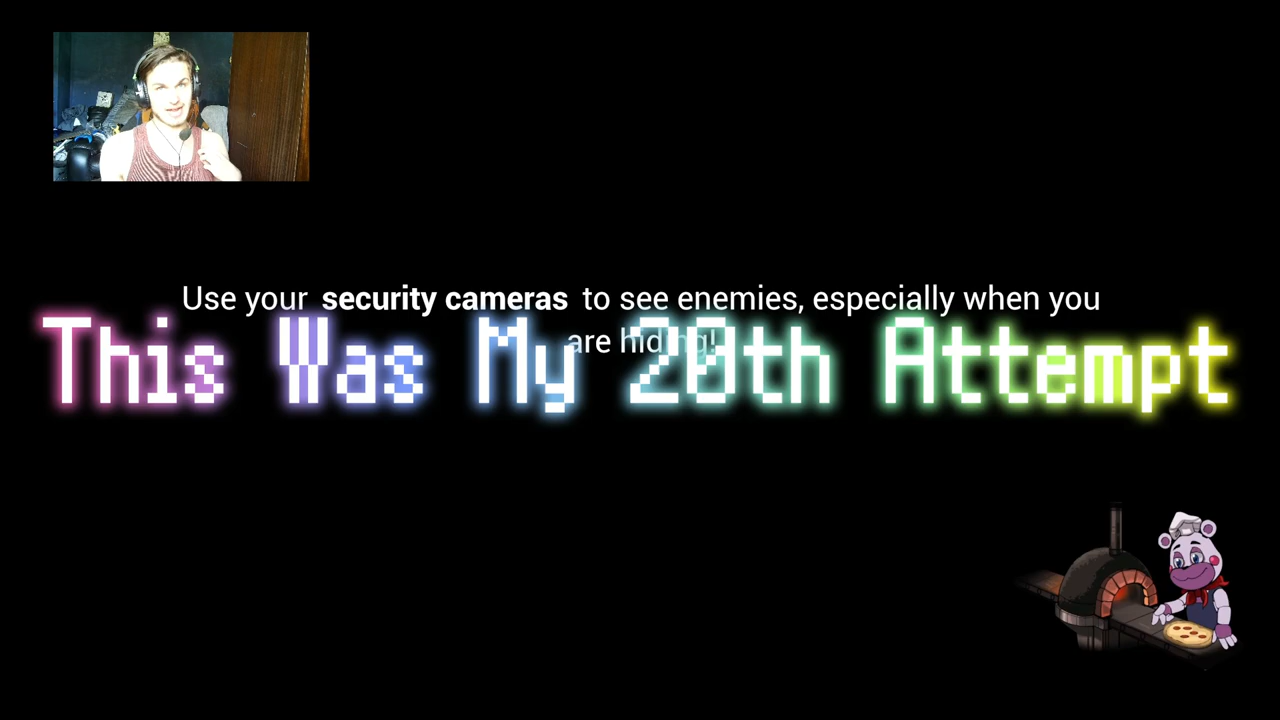 Use your security cameras to see enemies, especially when you
are hiding!
This Was My 20th Attempt